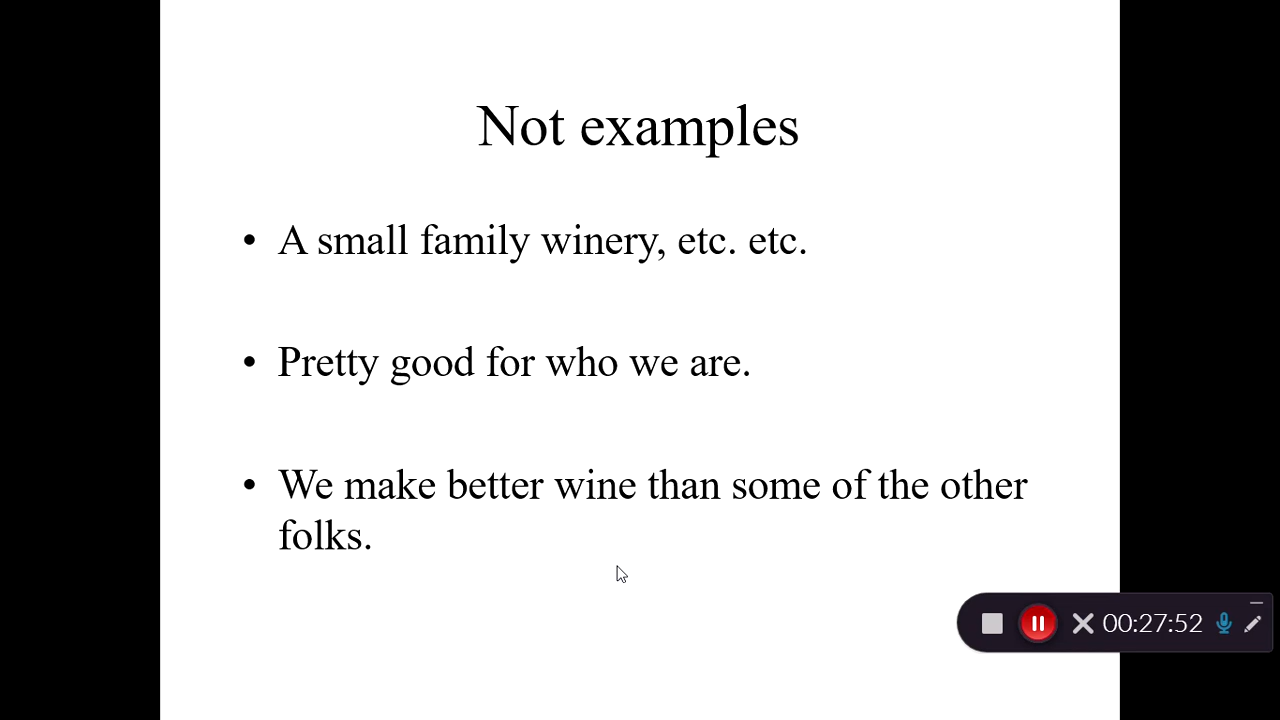 Not examples
• A small family winery, etc. etc.
• Pretty good for who we are.
• We make better wine than some of the other
folks.
00:27:52